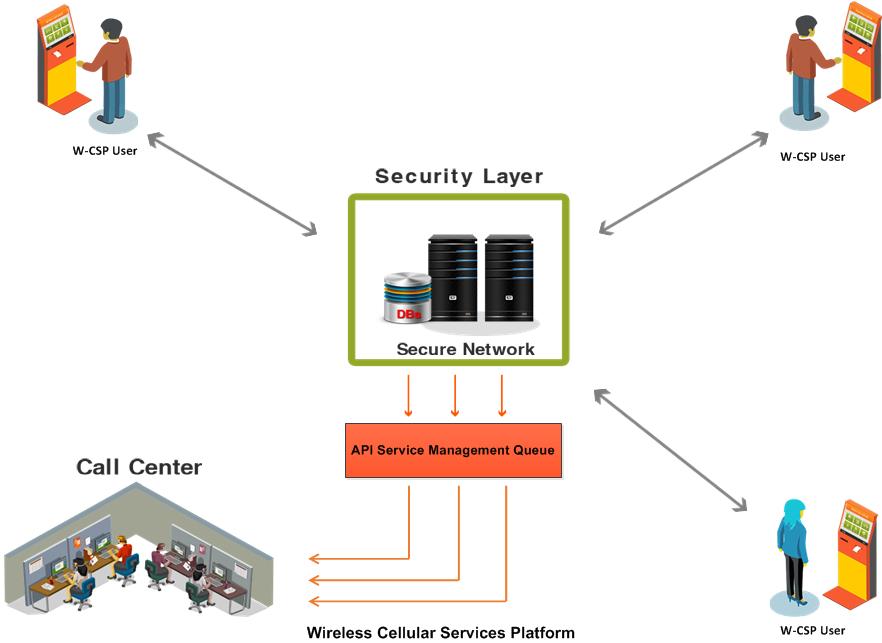 W-CSP User
W-CSP User
Security Layer
DBs
Secure Network
API Service Management Queue
Call Center
W-CSP User
Wireless Cellular Services Platform